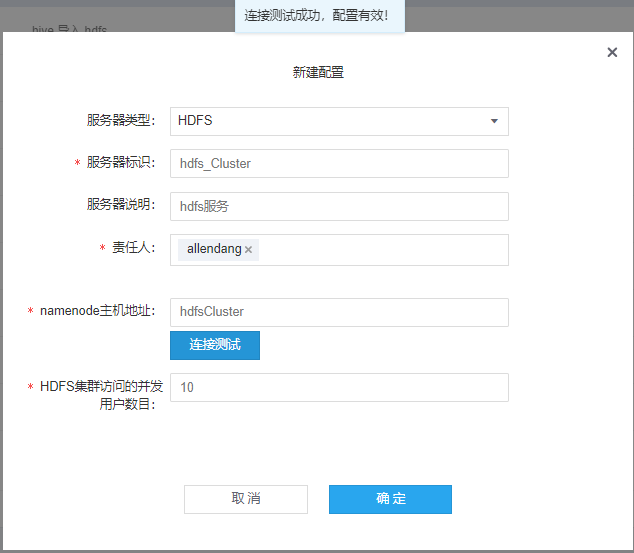 连接测试成功，配置有效！
hive 导入 hdfs
新建配置
服务器类型： HDFS
* 服务器标识： hdfs_Cluster
服务器说明： hdfs服务
* 责任人： allendang ×
* namenode主机地址： hdfsCluster
连接测试
* HDFS集群访问的并发 10
用户数目：
取 消 确 定